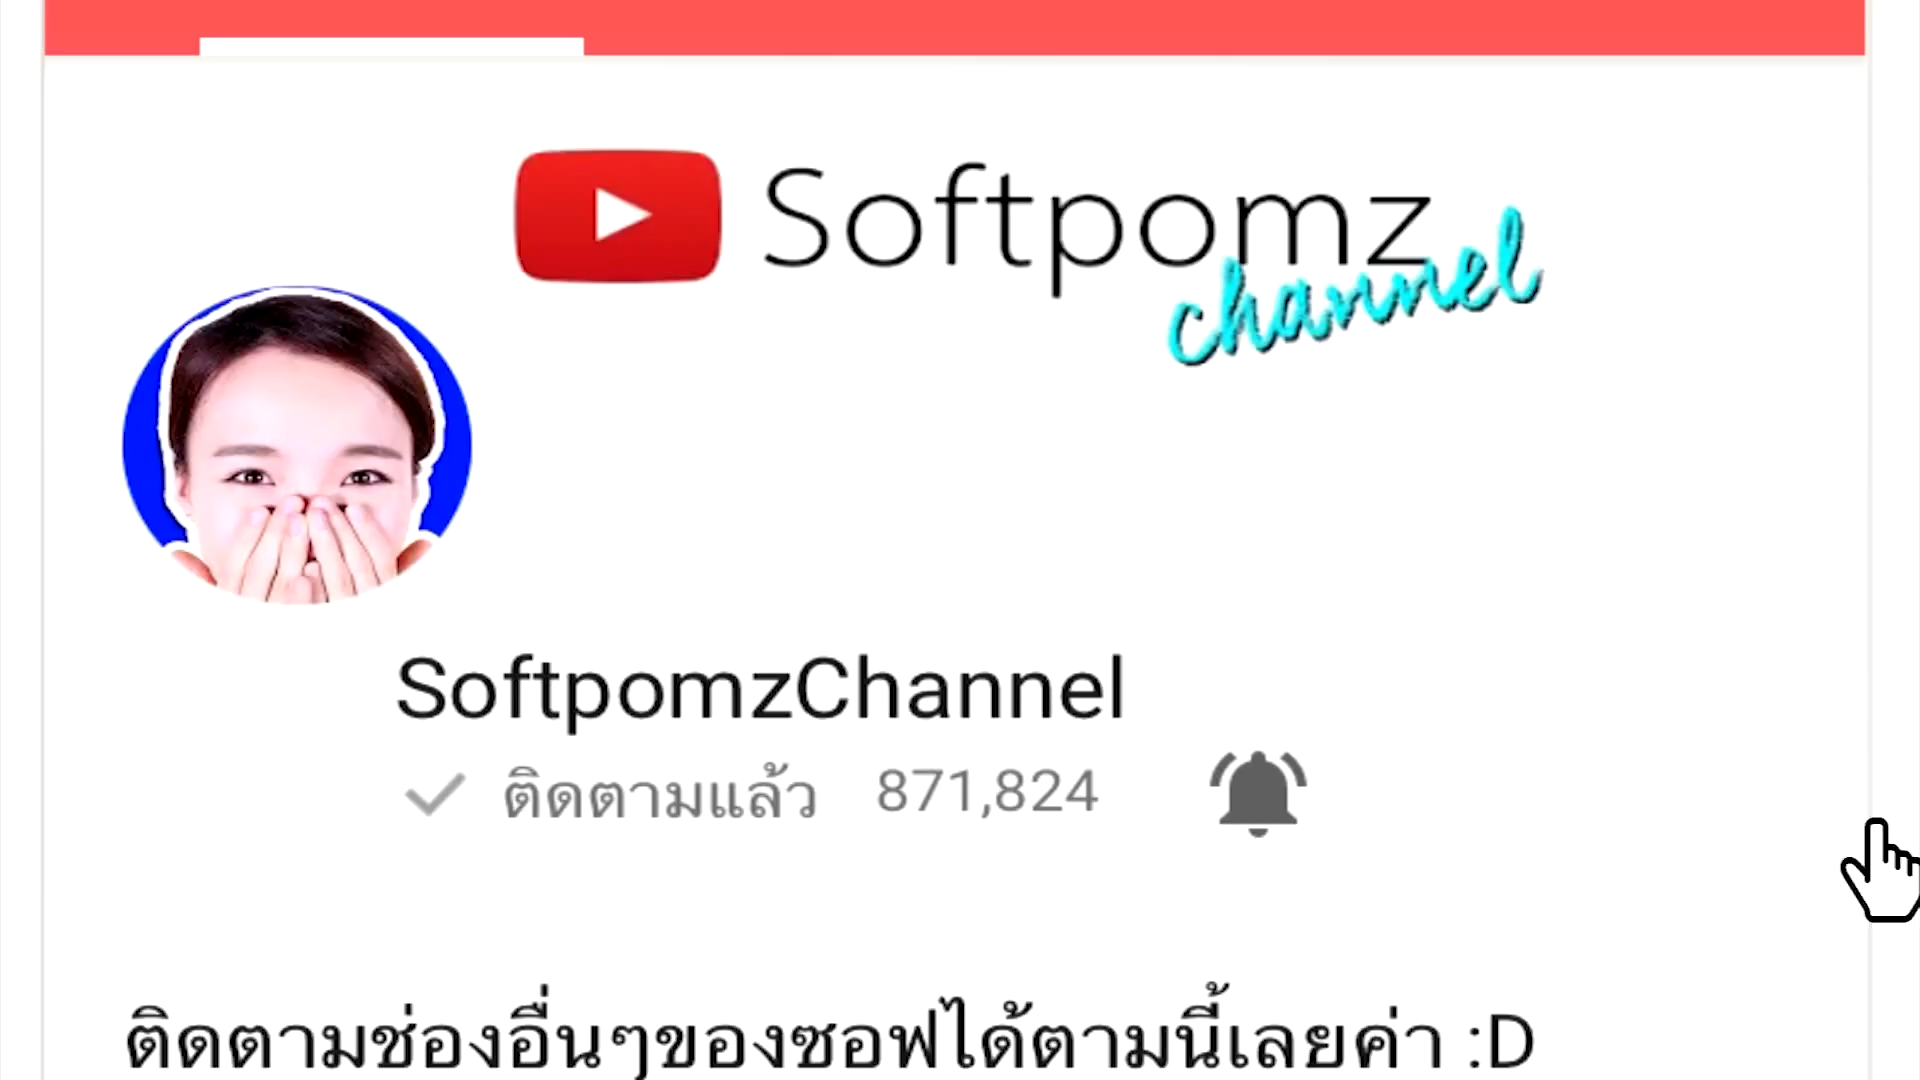 Softpomz
channel
SoftpomzChannel
ติดตามแล้ว 871,824
ติดตามช่องอื่นๆของซอฟได้ตามนี้เลยค่า :D